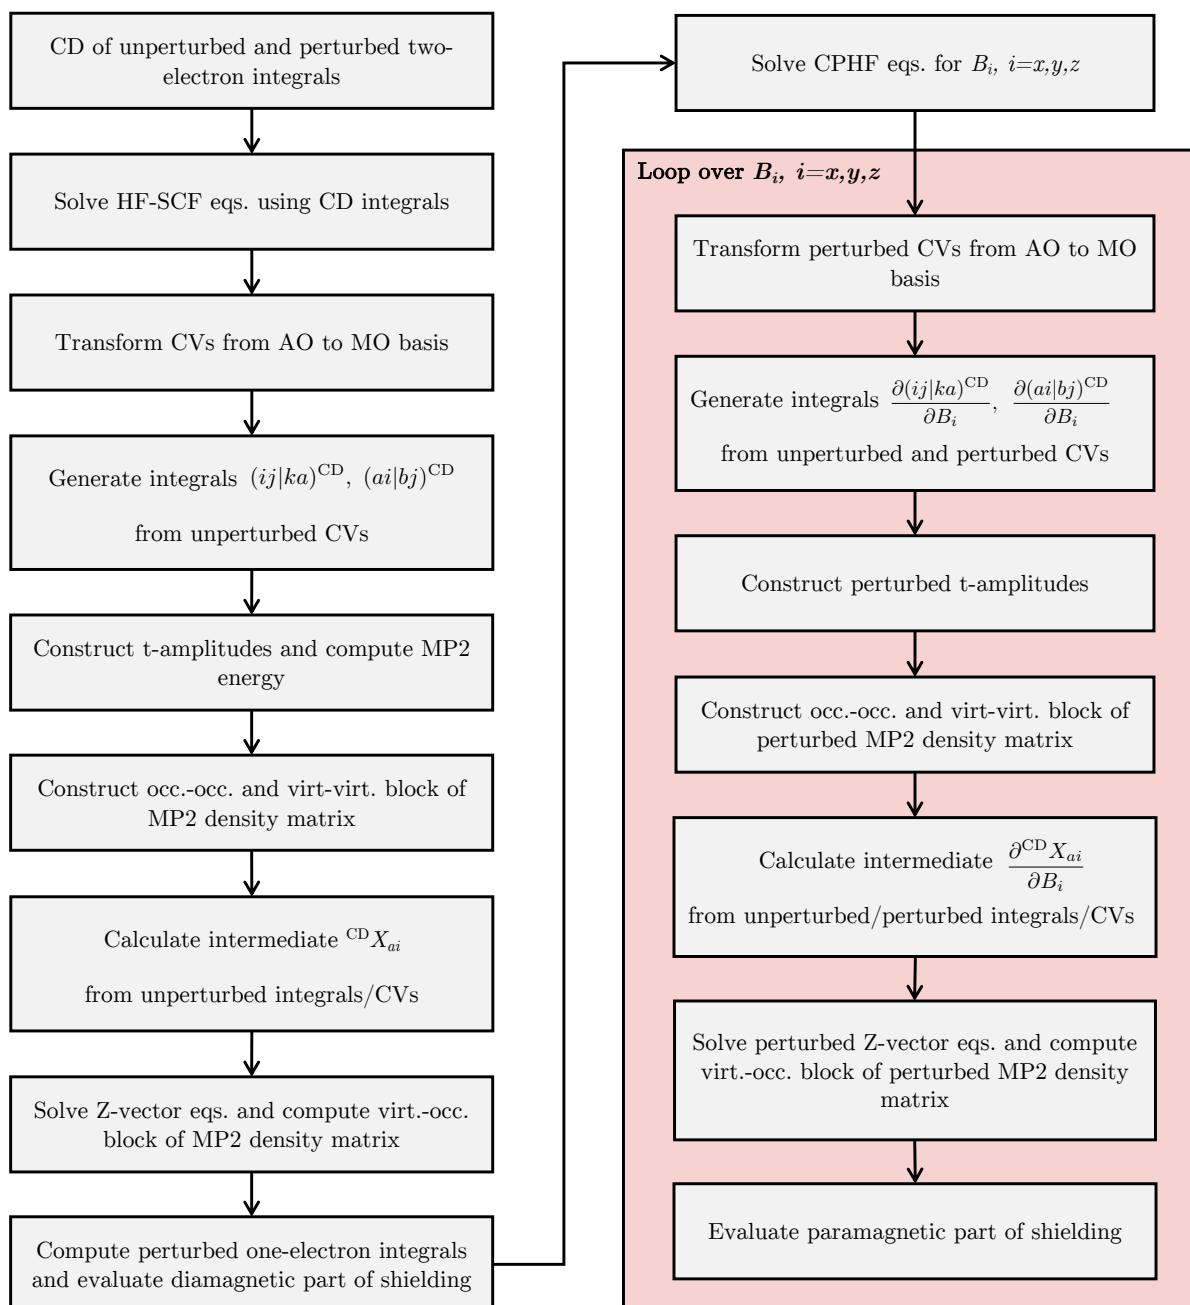 CD of unperturbed and perturbed two-
electron integrals
Solve HF-SCF eqs. using CD integrals
Transform CVs from AO to MO basis
Generate integrals (ij|ka)^CD, (ai|bj)^CD
from unperturbed CVs
Construct t-amplitudes and compute MP2
energy
Construct occ.-occ. and virt-virt. block of
MP2 density matrix
Calculate intermediate ^CD X_ai
from unperturbed integrals/CVs
Solve Z-vector eqs. and compute virt.-occ.
block of MP2 density matrix
Compute perturbed one-electron integrals
and evaluate diamagnetic part of shielding
Solve CPHF eqs. for B_i, i=x,y,z
Loop over B_i, i=x,y,z
Transform perturbed CVs from AO to MO
basis
Generate integrals ∂(ij|ka)^CD/∂B_i, ∂(ai|bj)^CD/∂B_i
from unperturbed and perturbed CVs
Construct perturbed t-amplitudes
Construct occ.-occ. and virt-virt. block of
perturbed MP2 density matrix
Calculate intermediate ∂^CD X_ai/∂B_i
from unperturbed/perturbed integrals/CVs
Solve perturbed Z-vector eqs. and compute
virt.-occ. block of perturbed MP2 density
matrix
Evaluate paramagnetic part of shielding